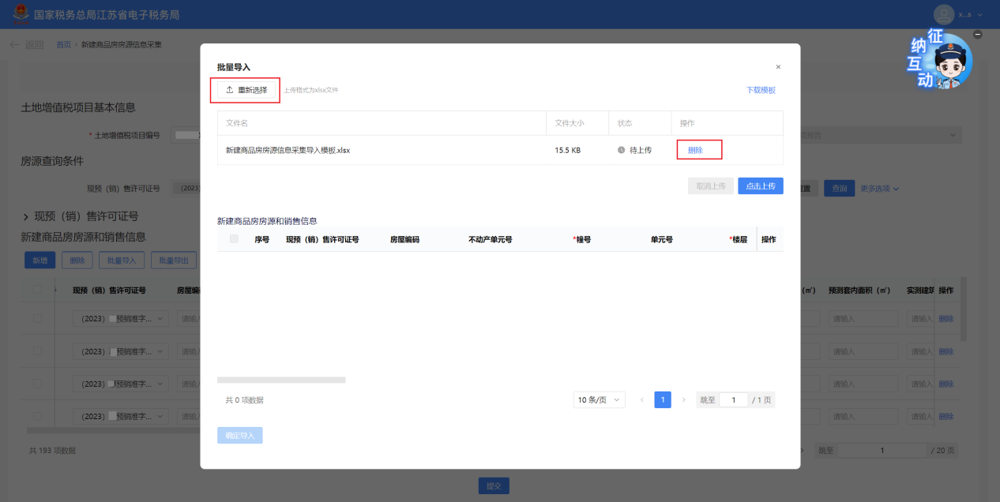 国家税务总局江苏省电子税务局
x...s
返回 首页 › 新建商品房房源信息采集
征纳互动
批量导入 ×
重新选择 上传格式为xlsx文件 下载模板
土地增值税项目基本信息
文件名 文件大小 状态 操作
* 土地增值税项目编号
新建商品房房源信息采集导入模板.xlsx 15.5 KB 待上传 删除
房源查询条件
现预（销）售许可证号 (2023) 查询 更多选项
取消上传 点击上传
现预（销）售许可证号
新建商品房房源和销售信息
新建商品房房源和销售信息
序号 现预（销）售许可证号 房屋编码 不动产单元号 *幢号 单元号 *楼层 操作
新增 删除 批量导入 批量导出
现预（销）售许可证号 房屋编 (㎡) 预测套内面积（㎡） 实测建筑 操作
(2023) 预销准字... 请输入 请输入 请输入 删除
(2023) 预销准字... 请输入 请输入 请输入 删除
(2023) 预销准字... 请输入 请输入 请输入 删除
共 0 项数据 10 条/页 ‹ 1 › 跳至 1 / 1 页
(2023) 预销准字... 请输入 请输入 请输入 删除
确定导入
共 193 项数据 跳至 1 / 20 页
提交